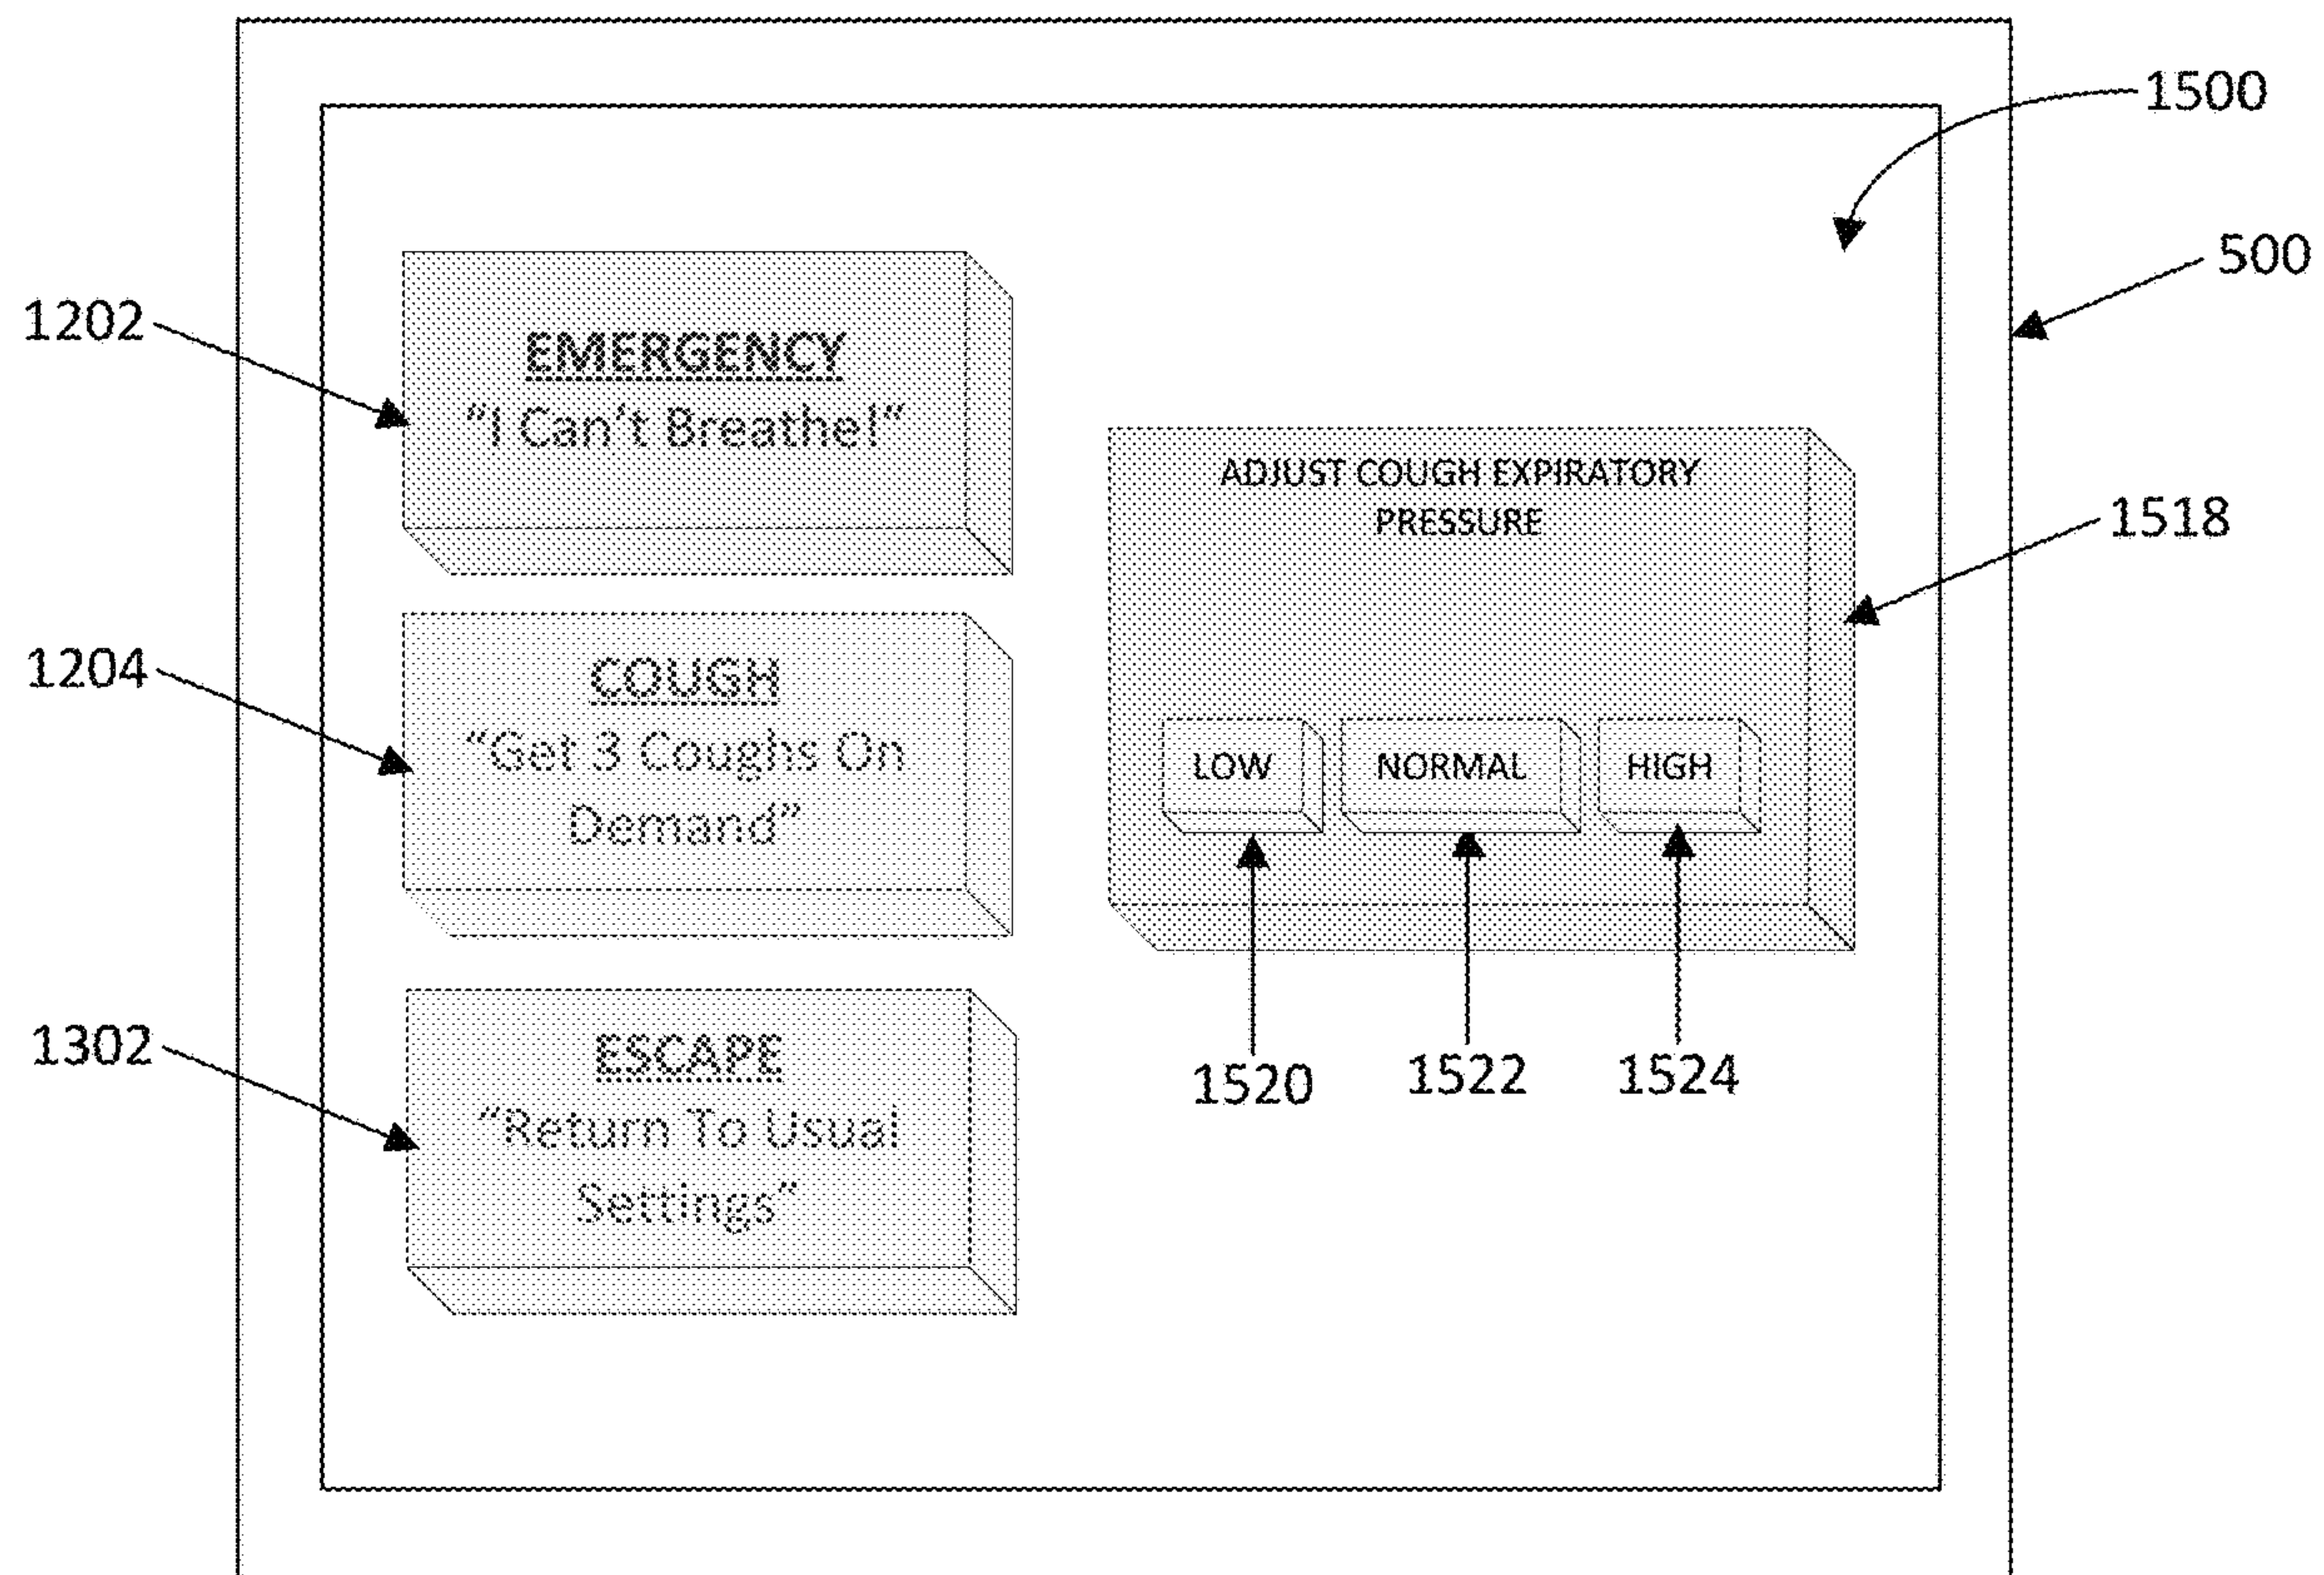 1500
500
1202
EMERGENCY
"I Can't Breathe!"
ADJUST COUGH EXPIRATORY
PRESSURE
1518
1204
COUGH
"Get 3 Coughs On
Demand"
LOW
NORMAL
HIGH
1520
1522
1524
1302
ESCAPE
"Return To Usual
Settings"